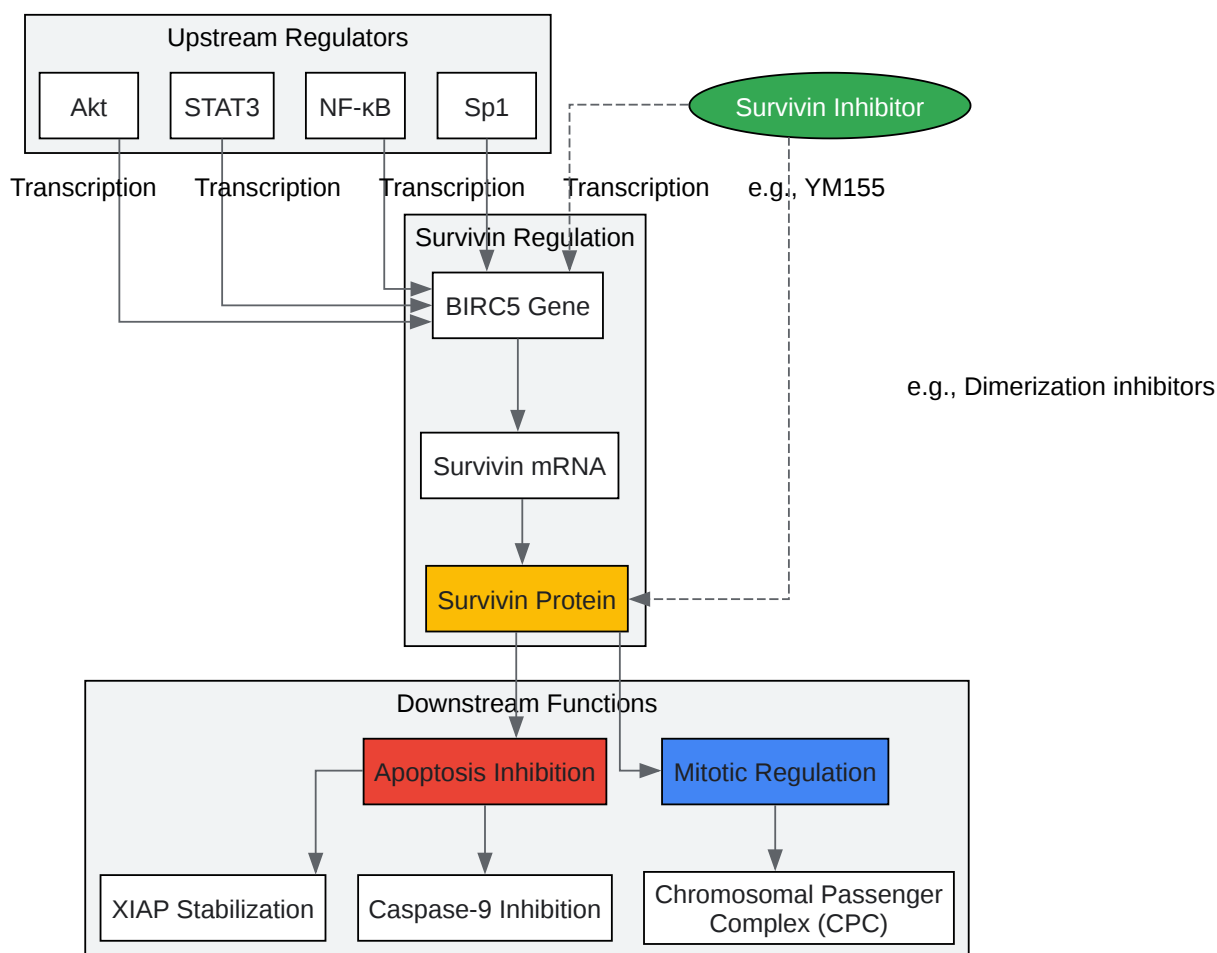 Upstream Regulators
Akt
STAT3
NF-κB
Sp1
Survivin Inhibitor
Transcription
Transcription
Transcription
Transcription
e.g., YM155
Survivin Regulation
BIRC5 Gene
e.g., Dimerization inhibitors
Survivin mRNA
Survivin Protein
Downstream Functions
Apoptosis Inhibition
Mitotic Regulation
XIAP Stabilization
Caspase-9 Inhibition
Chromosomal Passenger
Complex (CPC)